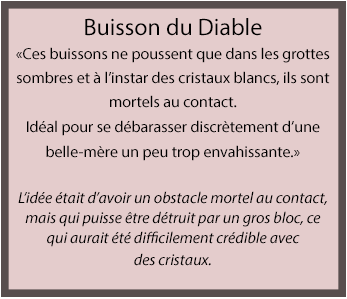 Buisson du Diable
«Ces buissons ne poussent que dans les grottes
sombres et à l'instar des cristaux blancs, ils sont
mortels au contact.
Idéal pour se débarasser discrètement d'une
belle-mère un peu trop envahissante.»
L'idée était d'avoir un obstacle mortel au contact,
mais qui puisse être détruit par un gros bloc, ce
qui aurait été difficilement crédible avec
des cristaux.